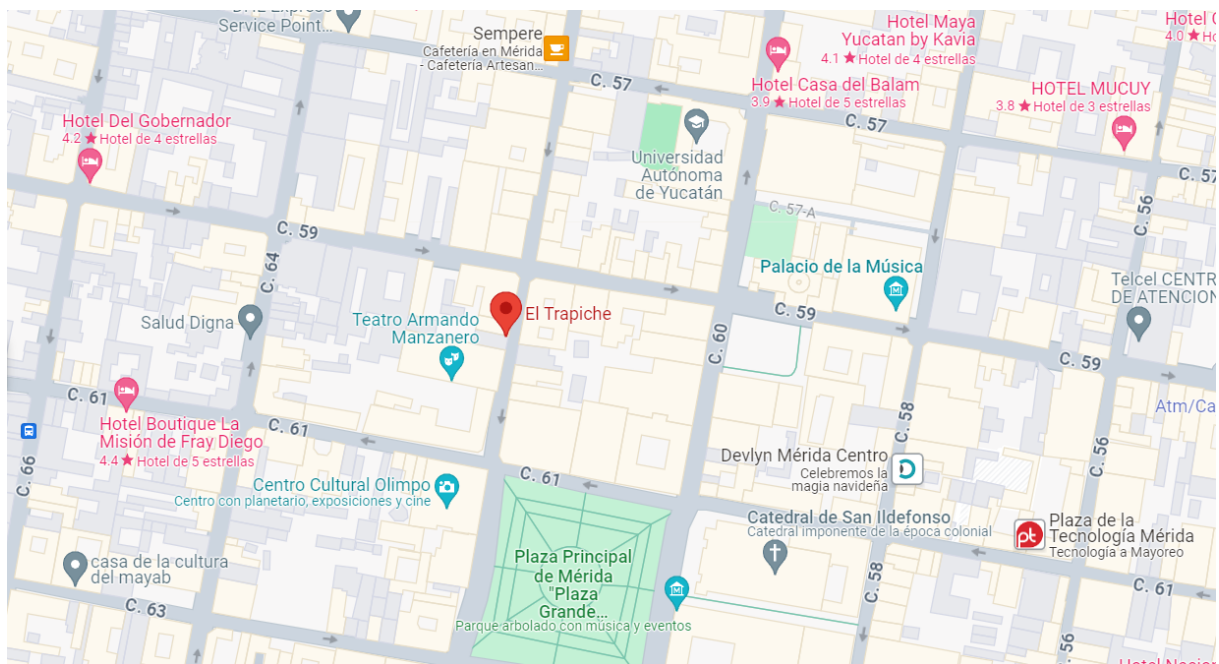 Service Point...
Sempere
Cafetería en Mérida
- Cafetería Artesan...
Hotel Maya
Yucatan by Kavia
4.1 ★ Hotel de 4 estrellas
4.0 ★
C. 57
Hotel Casa del Balam
3.9 ★ Hotel de 5 estrellas
HOTEL MUCUY
3.8 ★ Hotel de 3 estrellas
C. 57
Hotel Del Gobernador
4.2 ★ Hotel de 4 estrellas
Universidad
Autónoma
de Yucatán
C. 57
C. 57-A
C. 56
C. 59
C. 64
Palacio de la Música
Telcel CENTR
DE ATENCION
El Trapiche
Teatro Armando
Manzanero
Salud Digna
C. 59
C. 60
C. 59
C. 61
Hotel Boutique La
Misión de Fray Diego
4.4 ★ Hotel de 5 estrellas
C. 61
C. 58
Atm/Ca
C. 56
C. 66
Devlyn Mérida Centro
Celebremos la
magia navideña
C. 61
Centro Cultural Olimpo
Centro con planetario, exposiciones y cine
Catedral de San Ildefonso
Catedral imponente de la época colonial
pt
Plaza de la
Tecnología Mérida
Tecnología a Mayoreo
casa de la cultura
del mayab
Plaza Principal
de Mérida
"Plaza
Grande...
Parque arbolado con música y eventos
C. 58
C. 61
C. 63
56